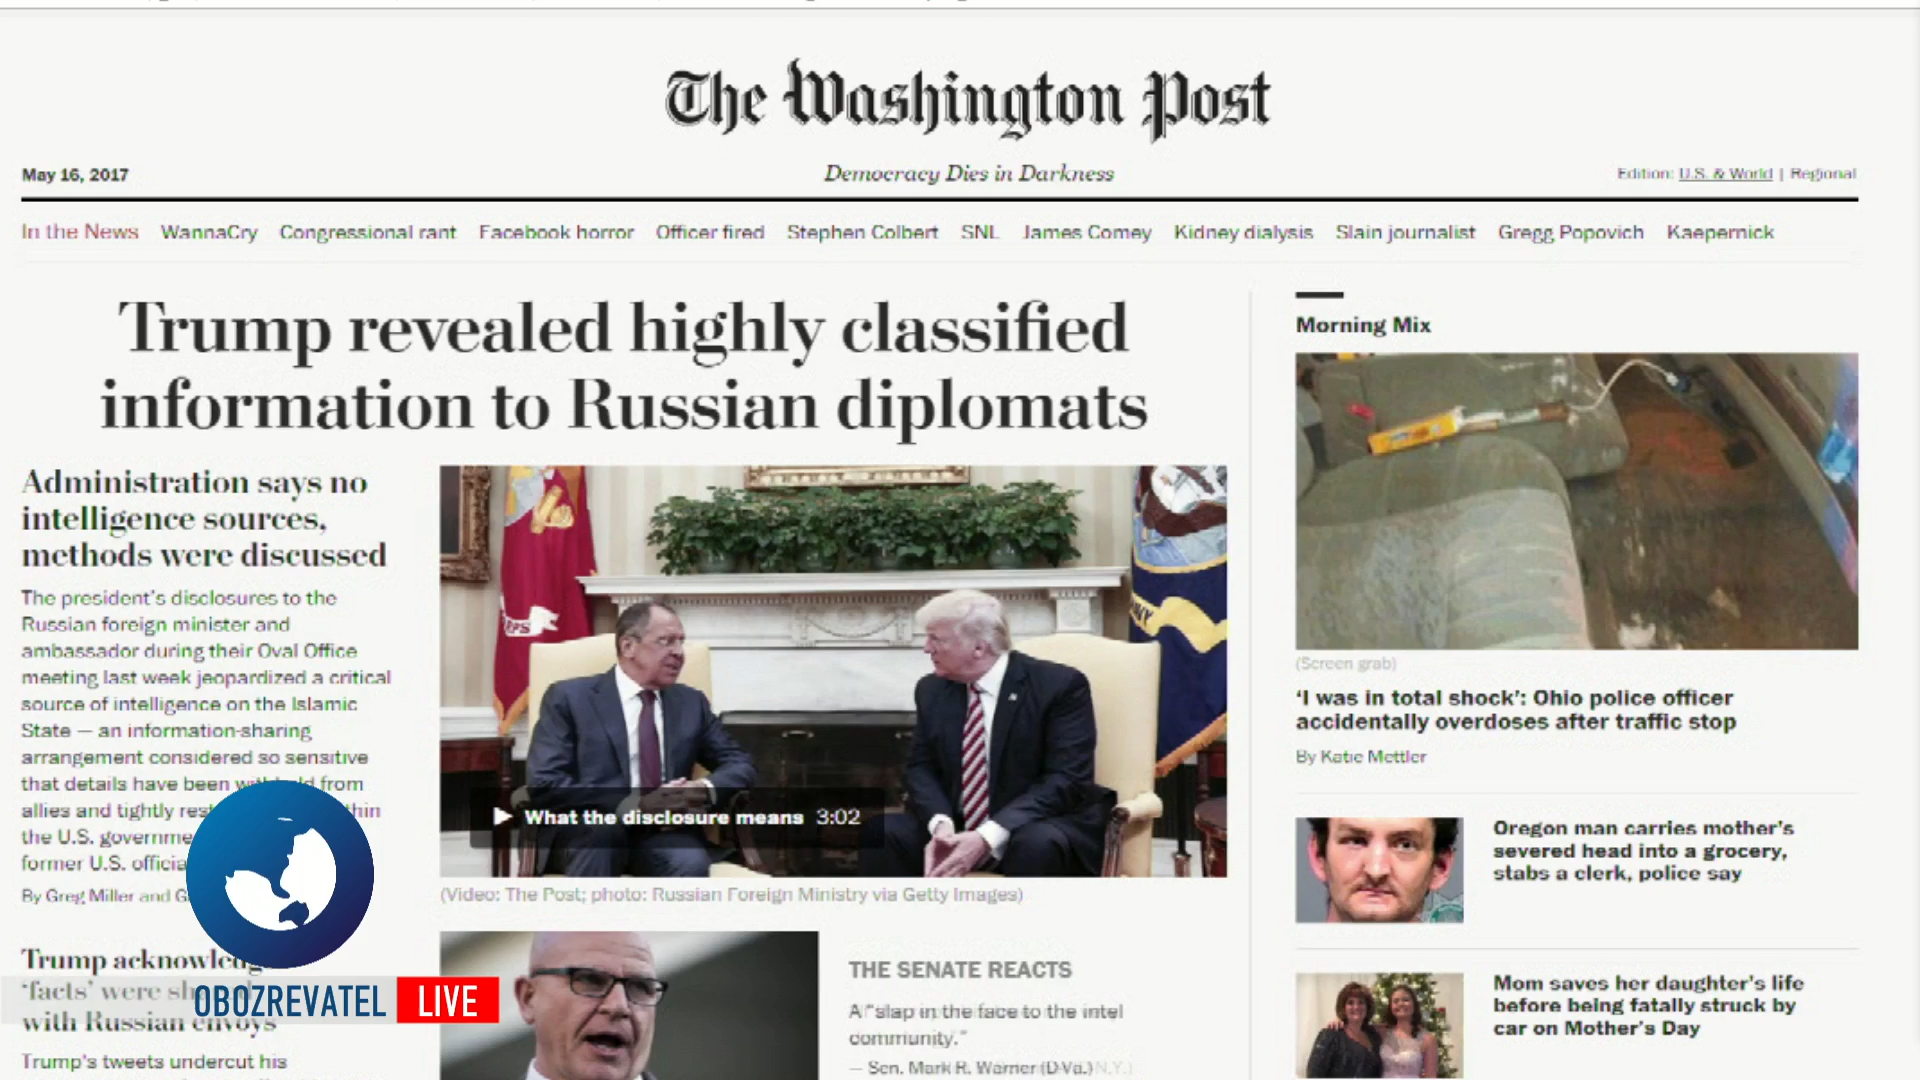 The Washington Post
May 16, 2017
Democracy Dies in Darkness
Edition: U.S. & World | Regional
In the News WannaCry Congressional rant Facebook horror Officer fired Stephen Colbert SNL James Comey Kidney dialysis Slain journalist Gregg Popovich Kaepernick
Trump revealed highly classified
information to Russian diplomats
Administration says no
intelligence sources,
methods were discussed
The president's disclosures to the
Russian foreign minister and
ambassador during their Oval Office
meeting last week jeopardized a critical
source of intelligence on the Islamic
State — an information-sharing
arrangement considered so sensitive
that details have been from
allies and tightly
the U.S.
former U.S.
By Greg Miller and
Trump
'facts' were
with Russian envoys
Trump's tweets undercut his
OBOZREVATEL LIVE
What the disclosure means 3:02
(Video: The Post; photo: Russian Foreign Ministry via Getty Images)
THE SENATE REACTS
A "slap in the face to the intel
community."
— Sen. Mark R. Warner (D-Va.)
Morning Mix
(Screen grab)
'I was in total shock': Ohio police officer
accidentally overdoses after traffic stop
By Katie Mettler
Oregon man carries mother's
severed head into a grocery,
stabs a clerk, police say
Mom saves her daughter's life
before being fatally struck by
car on Mother's Day